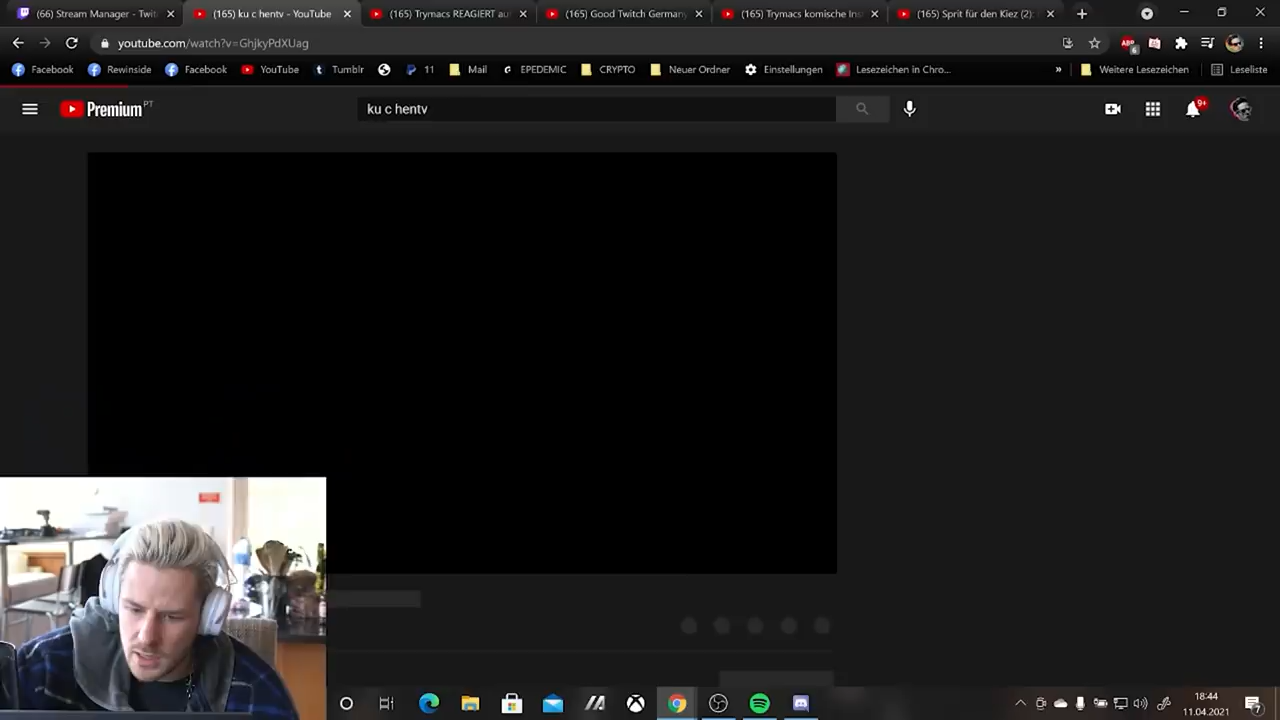 (66) Stream Manager - Twit
(165) ku c hentv - YouTube
(165) Trymacs REAGIERT au
(165) Good Twitch Germany
(165) Trymacs komische Ins
(165) Sprit für den Kiez (2):
youtube.com/watch?v=GhjkyPdXUag
ABP
6
Facebook
Rewinside
Facebook
YouTube
Tumblr
11
Mail
EPEDEMIC
CRYPTO
Neuer Ordner
Einstellungen
Lesezeichen in Chro...
»
Weitere Lesezeichen
Leseliste
Premium PT
ku c hentv
9+
18:44
11.04.2021
7